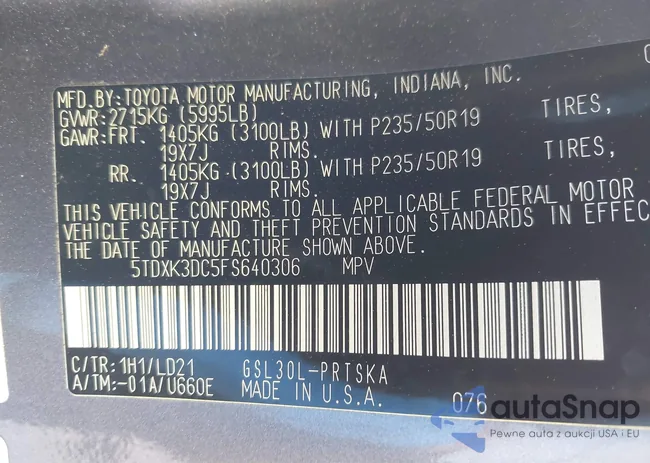 MFD.BY:TOYOTA MOTOR MANUFACTURING, INDIANA, INC.
GVWR:2715KG (5995LB)
GAWR:FRT. 1405KG (3100LB) WITH P235/50R19 TIRES,
19X7J RIMS.
RR. 1405KG (3100LB) WITH P235/50R19 TIRES,
19X7J RIMS.
THIS VEHICLE CONFORMS TO ALL APPLICABLE FEDERAL MOTOR
VEHICLE SAFETY AND THEFT PREVENTION STANDARDS IN EFFEC
THE DATE OF MANUFACTURE SHOWN ABOVE.
5TDXK3DC5FS640306 MPV
C/TR:1H1/LD21 GSL30L-PRTSKA
A/TM:-01A/U660E MADE IN U.S.A. 076
autaSnap
Pewne auta z aukcji USA i EU